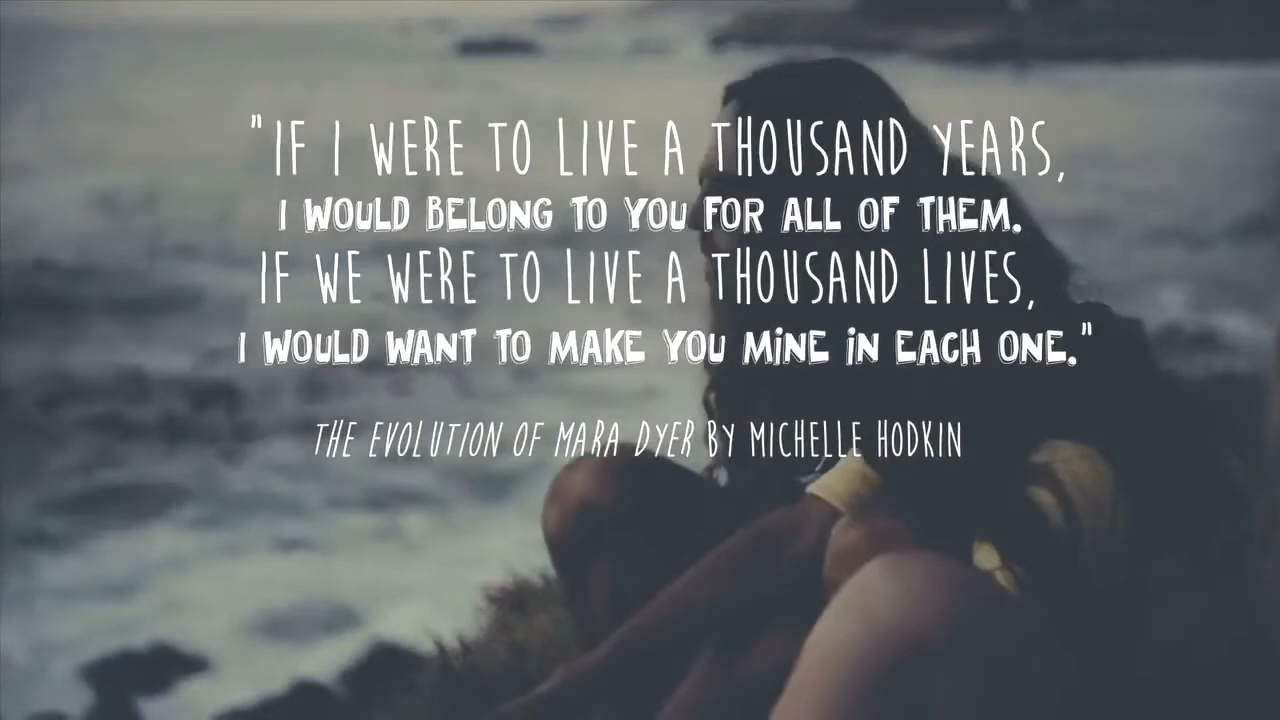 "IF I WERE TO LIVE A THOUSAND YEARS,
I WOULD BELONG TO YOU FOR ALL OF THEM.
IF WE WERE TO LIVE A THOUSAND LIVES,
I WOULD WANT TO MAKE YOU MiNE iN EACH ONE."
THE EVOLUTION OF MARA DYER BY MICHELLE HODKIN